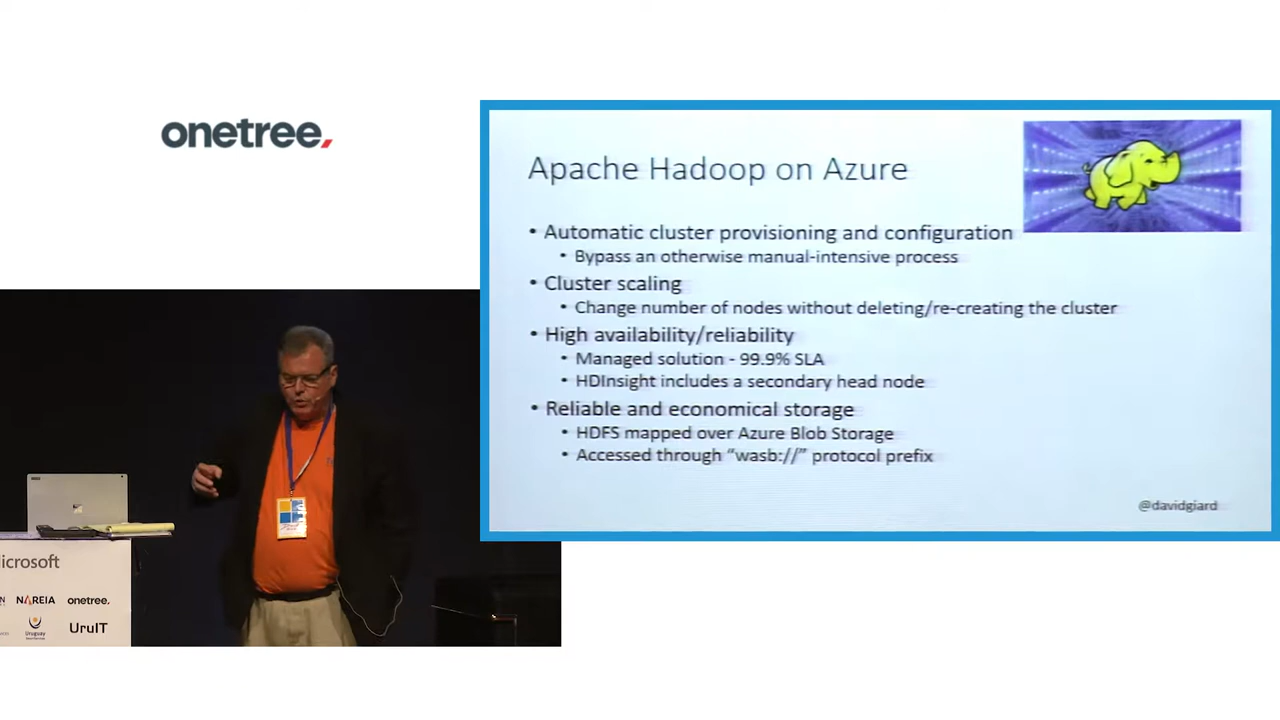 onetree.
Apache Hadoop on Azure
• Automatic cluster provisioning and configuration
• Bypass an otherwise manual-intensive process
• Cluster scaling
• Change number of nodes without deleting/re-creating the cluster
• High availability/reliability
• Managed solution - 99.9% SLA
• HDInsight includes a secondary head node
• Reliable and economical storage
• HDFS mapped over Azure Blob Storage
• Accessed through “wasb://” protocol prefix
@davidgiard
icrosoft
N NAREIA onetree.
Uruguay UruIT